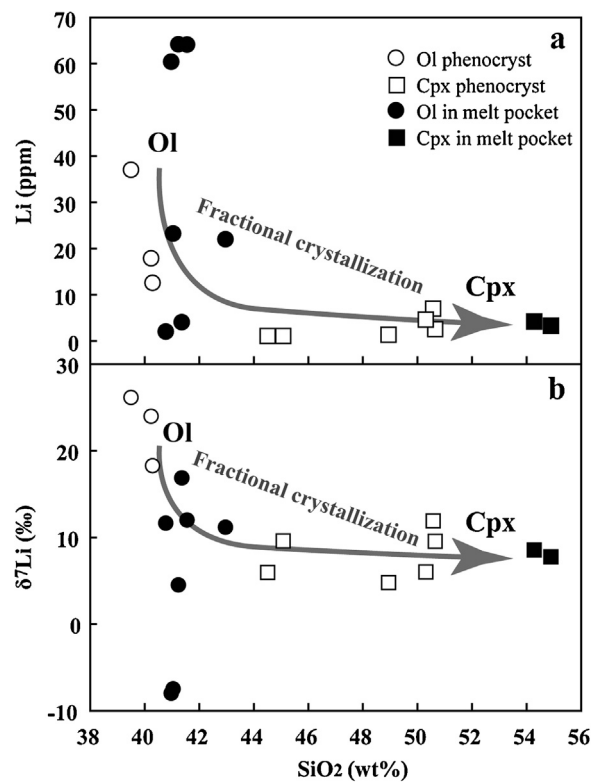 70
60
50
40
30
20
10
0
Li (ppm)
a
Ol phenocryst
Cpx phenocryst
Ol in melt pocket
Cpx in melt pocket
Ol
Fractional crystallization
Cpx
30
20
10
0
-10
δ⁷Li (‰)
b
Ol
Fractional crystallization
Cpx
38 40 42 44 46 48 50 52 54 56
SiO₂ (wt%)